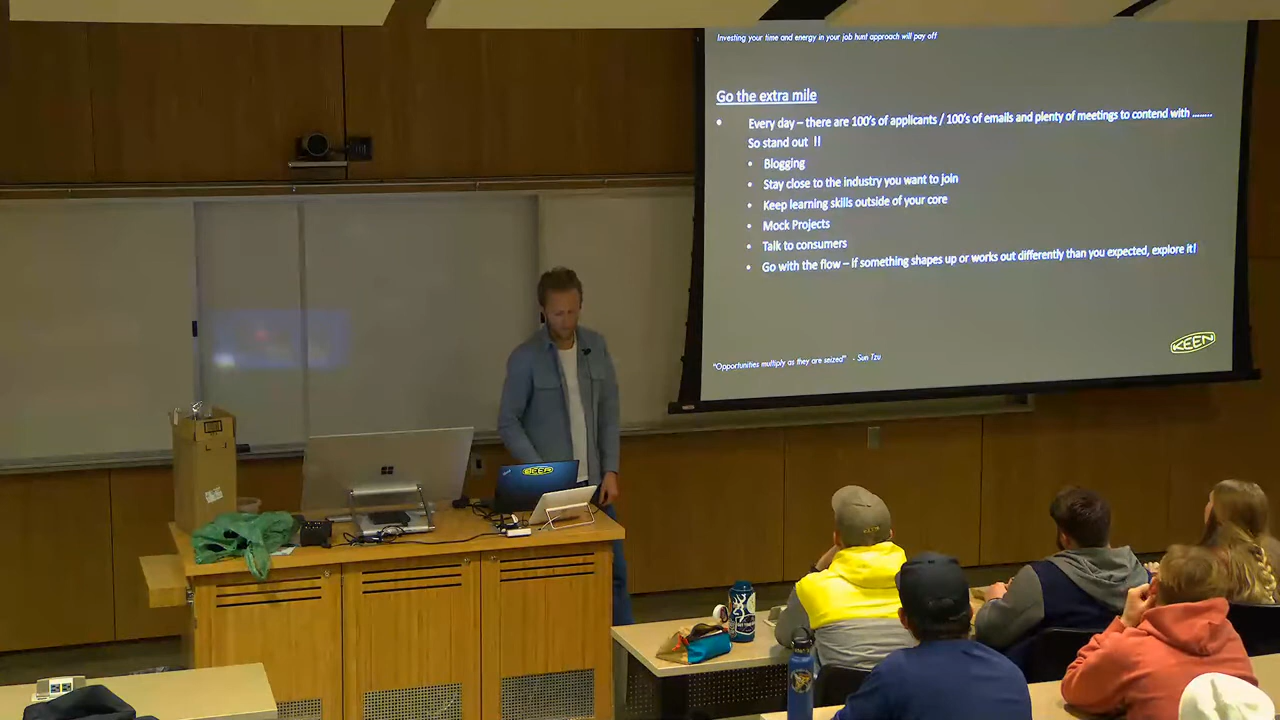 Investing your time and energy in your job hunt approach will pay off
Go the extra mile
• Every day – there are 100's of applicants / 100's of emails and plenty of meetings to contend with ........
So stand out !!
• Blogging
• Stay close to the industry you want to join
• Keep learning skills outside of your core
• Mock Projects
• Talk to consumers
• Go with the flow – if something shapes up or works out differently than you expected, explore it!
KEEN
"Opportunities multiply as they are seized" - Sun Tzu
KEEN